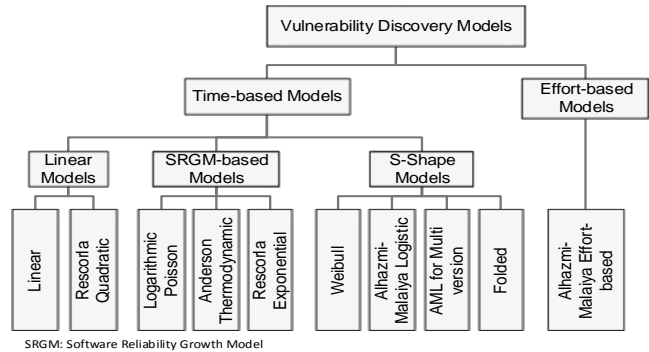 Vulnerability Discovery Models
Time-based Models
Effort-based
Models
Linear
Models
SRGM-based
Models
S-Shape
Models
Linear
Rescorla
Quadratic
Logarithmic
Poisson
Anderson
Thermodynamic
Rescorla
Exponential
Weibull
Alhazmi-
Malaiya Logistic
AML for Multi
version
Folded
Alhazmi-
Malaiya Effort-
based
SRGM: Software Reliability Growth Model